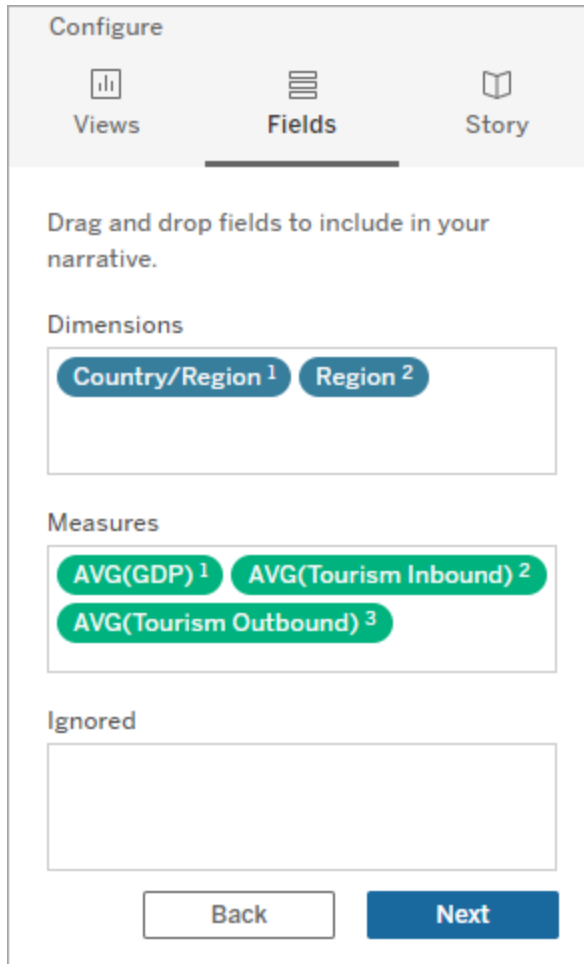 Configure
Views Fields Story
Drag and drop fields to include in your
narrative.
Dimensions
Country/Region 1 Region 2
Measures
AVG(GDP) 1 AVG(Tourism Inbound) 2
AVG(Tourism Outbound) 3
Ignored
Back Next